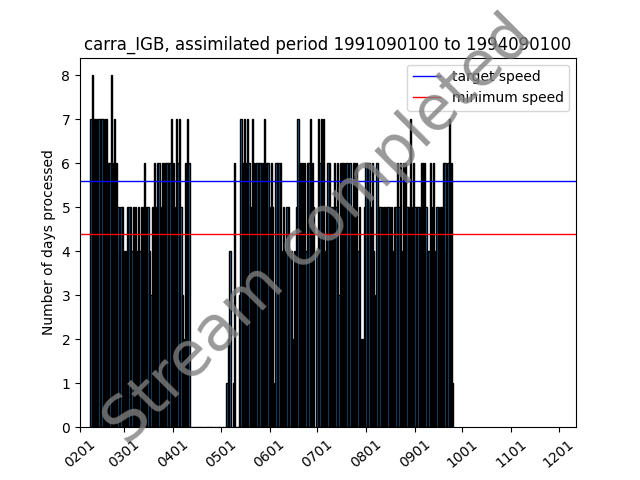 carra_IGB, assimilated period 1991090100 to 1994090100
target speed
minimum speed
Number of days processed
8
7
6
5
4
3
2
1
0
0201 0301 0401 0501 0601 0701 0801 0901 1001 1101 1201
Stream completed